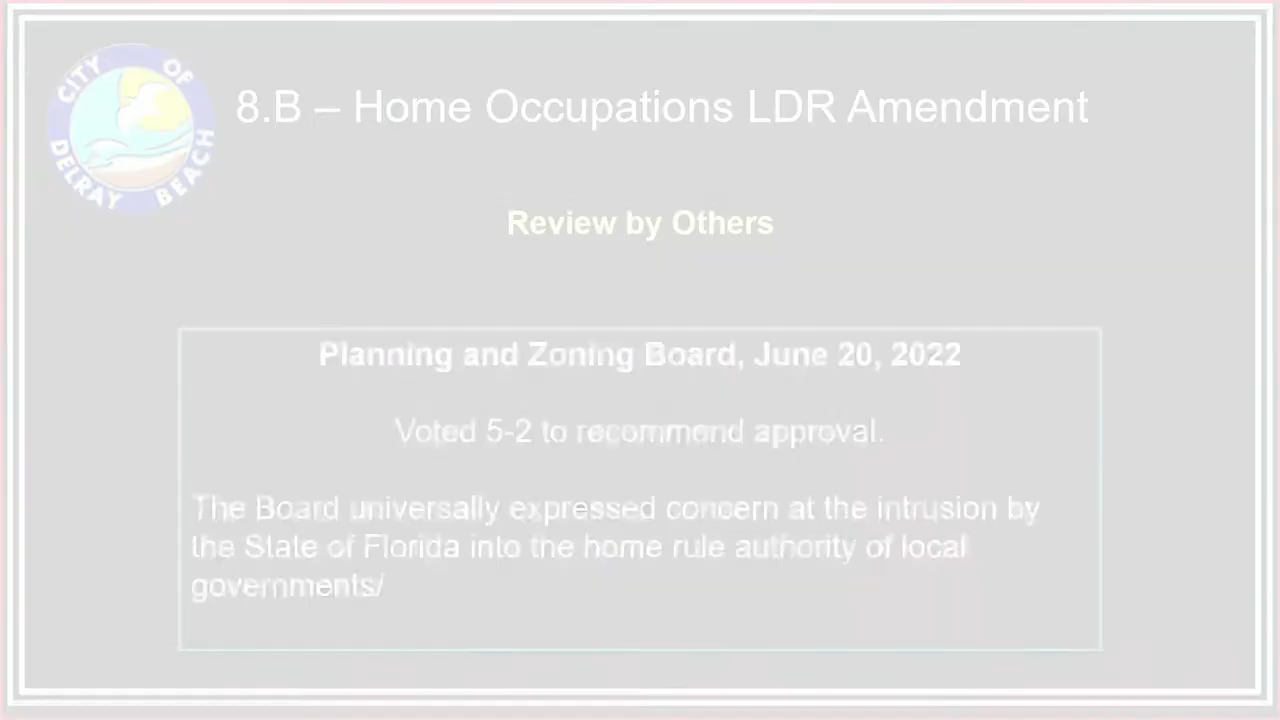 CITY OF
DELRAY BEACH
8.B – Home Occupations LDR Amendment
Review by Others
Planning and Zoning Board, June 20, 2022
Voted 5-2 to recommend approval.
The Board universally expressed concern at the intrusion by
the State of Florida into the home rule authority of local
governments/